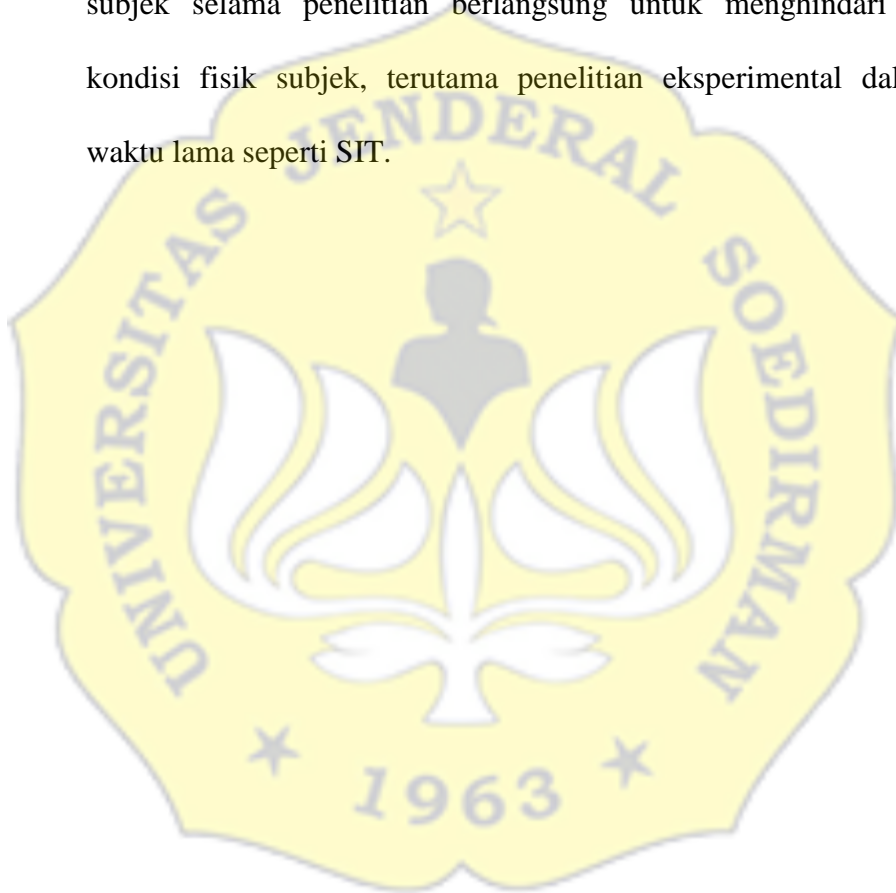 subjek selama penelitian berlangsung untuk menghindari
kondisi fisik subjek, terutama penelitian eksperimental
waktu lama seperti SIT.
UNIVERSITAS JENDERAL SOEDIRMAN
1963